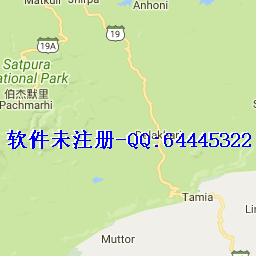 Matkuli
Shirpa
Anhoni
19
19A
Satpura
National Park
伯杰默里
Pachmarhi
软件未注册-QQ:64445322
Tamia
Lin
Muttor